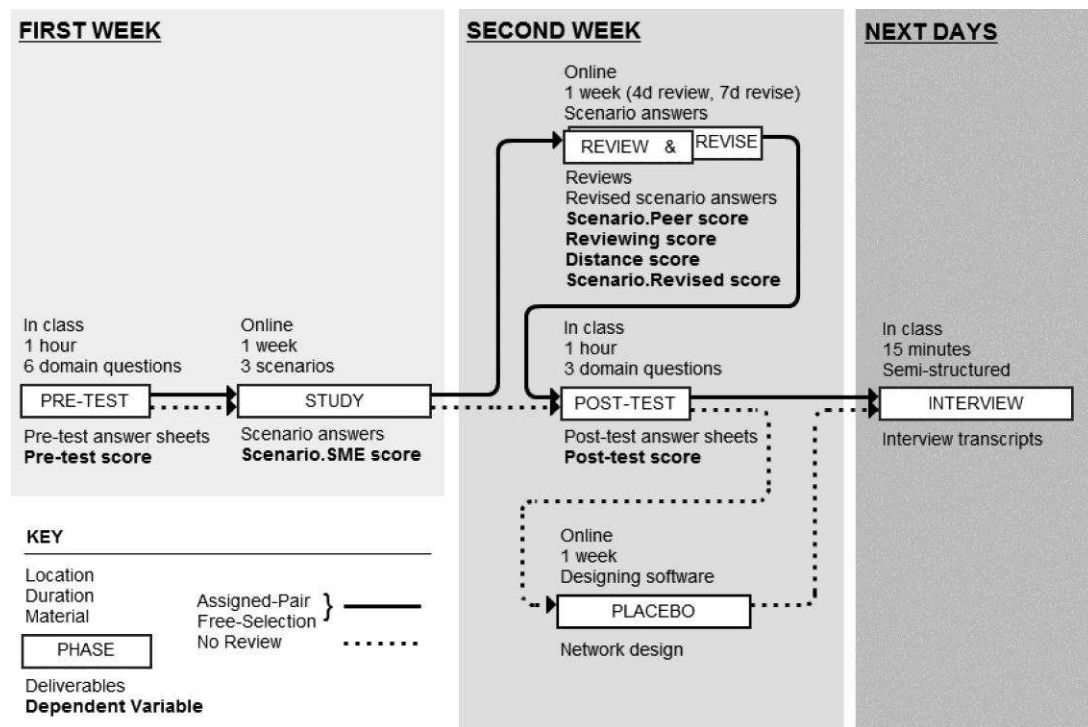 FIRST WEEK
In class
1 hour
6 domain questions
PRE-TEST
Pre-test answer sheets
Pre-test score
Online
1 week
3 scenarios
STUDY
Scenario answers
Scenario.SME score
SECOND WEEK
Online
1 week (4d review, 7d revise)
Scenario answers
REVIEW & REVISE
Reviews
Revised scenario answers
Scenario.Peer score
Reviewing score
Distance score
Scenario.Revised score
In class
1 hour
3 domain questions
POST-TEST
Post-test answer sheets
Post-test score
Online
1 week
Designing software
PLACEBO
Network design
NEXT DAYS
In class
15 minutes
Semi-structured
INTERVIEW
Interview transcripts
KEY
Location
Duration
Material
PHASE
Deliverables
Dependent Variable
Assigned-Pair }
Free-Selection
No Review